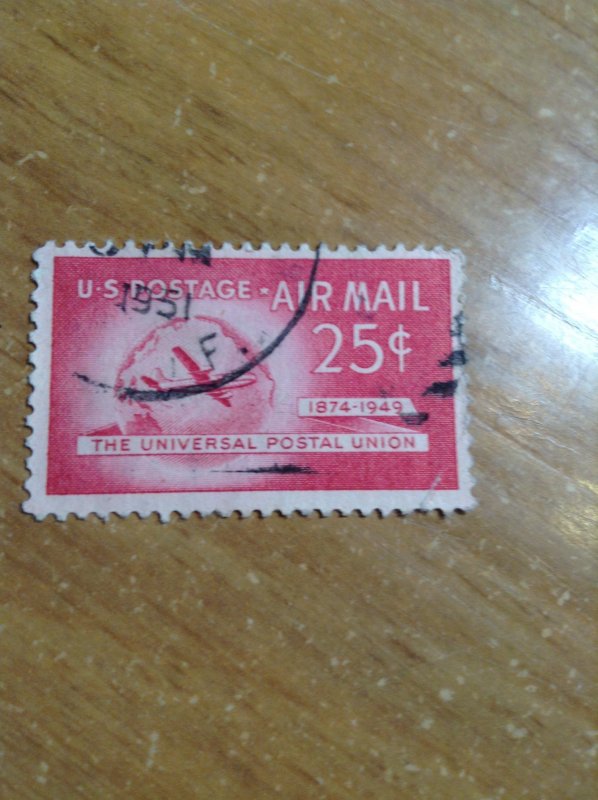 U·S·POSTAGE · AIR MAIL
1951
25¢
F.
1874-1949
THE UNIVERSAL POSTAL UNION